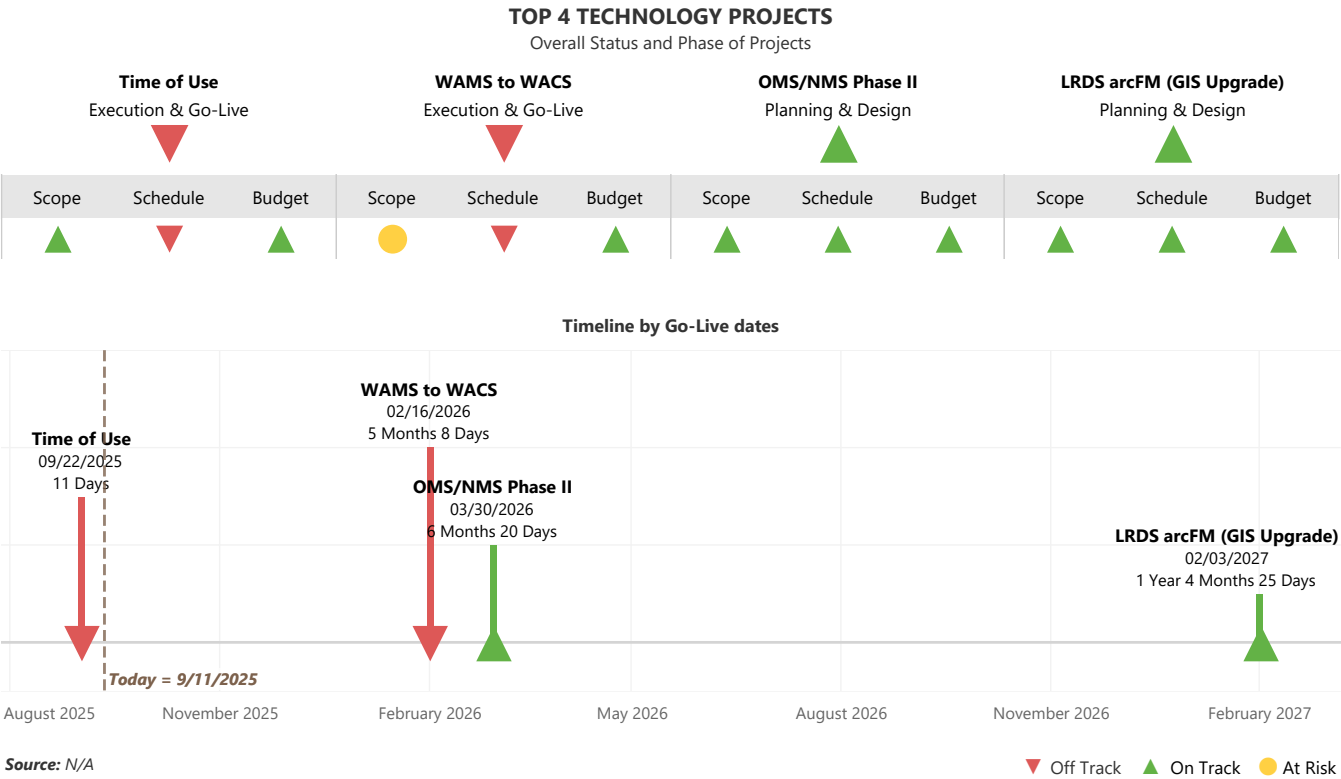 TOP 4 TECHNOLOGY PROJECTS
Overall Status and Phase of Projects
Time of Use
Execution & Go-Live
WAMS to WACS
Execution & Go-Live
OMS/NMS Phase II
Planning & Design
LRDS arcFM (GIS Upgrade)
Planning & Design
Scope Schedule Budget Scope Schedule Budget Scope Schedule Budget Scope Schedule Budget
Timeline by Go-Live dates
Time of Use
09/22/2025
11 Days
WAMS to WACS
02/16/2026
5 Months 8 Days
OMS/NMS Phase II
03/30/2026
6 Months 20 Days
LRDS arcFM (GIS Upgrade)
02/03/2027
1 Year 4 Months 25 Days
Today = 9/11/2025
August 2025 November 2025 February 2026 May 2026 August 2026 November 2026 February 2027
Source: N/A
Off Track On Track At Risk